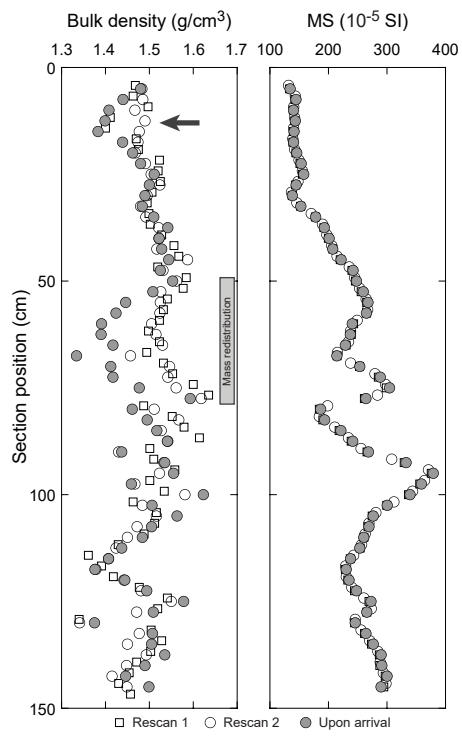 Bulk density (g/cm³) MS (10⁻⁵ SI)
1.3 1.4 1.5 1.6 1.7 100 200 300 400
0
50
100
150
Section position (cm)
Mass redistribution
Rescan 1 Rescan 2 Upon arrival